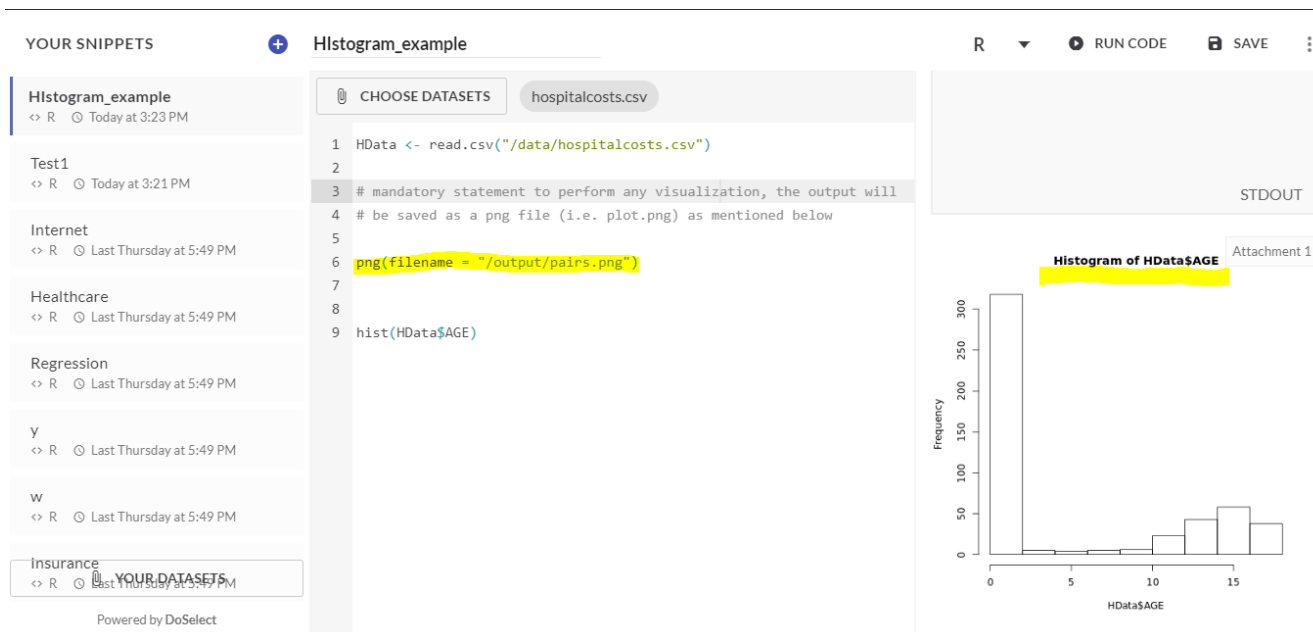 YOUR SNIPPETS
HIstogram_example
R
RUN CODE
SAVE
HIstogram_example
<> R Today at 3:23 PM
Test1
<> R Today at 3:21 PM
Internet
<> R Last Thursday at 5:49 PM
Healthcare
<> R Last Thursday at 5:49 PM
Regression
<> R Last Thursday at 5:49 PM
y
<> R Last Thursday at 5:49 PM
w
<> R Last Thursday at 5:49 PM
Insurance
<> R Last Thursday at 5:49 PM
YOUR DATASETS
Powered by DoSelect
CHOOSE DATASETS
hospitalcosts.csv
1 HData <- read.csv("/data/hospitalcosts.csv")
2
3 # mandatory statement to perform any visualization, the output will
4 # be saved as a png file (i.e. plot.png) as mentioned below
5
6 png(filename = "/output/pairs.png")
7
8
9 hist(HData$AGE)
STDOUT
Attachment 1
Histogram of HData$AGE
Frequency
300
250
200
150
100
50
0
0 5 10 15
HData$AGE